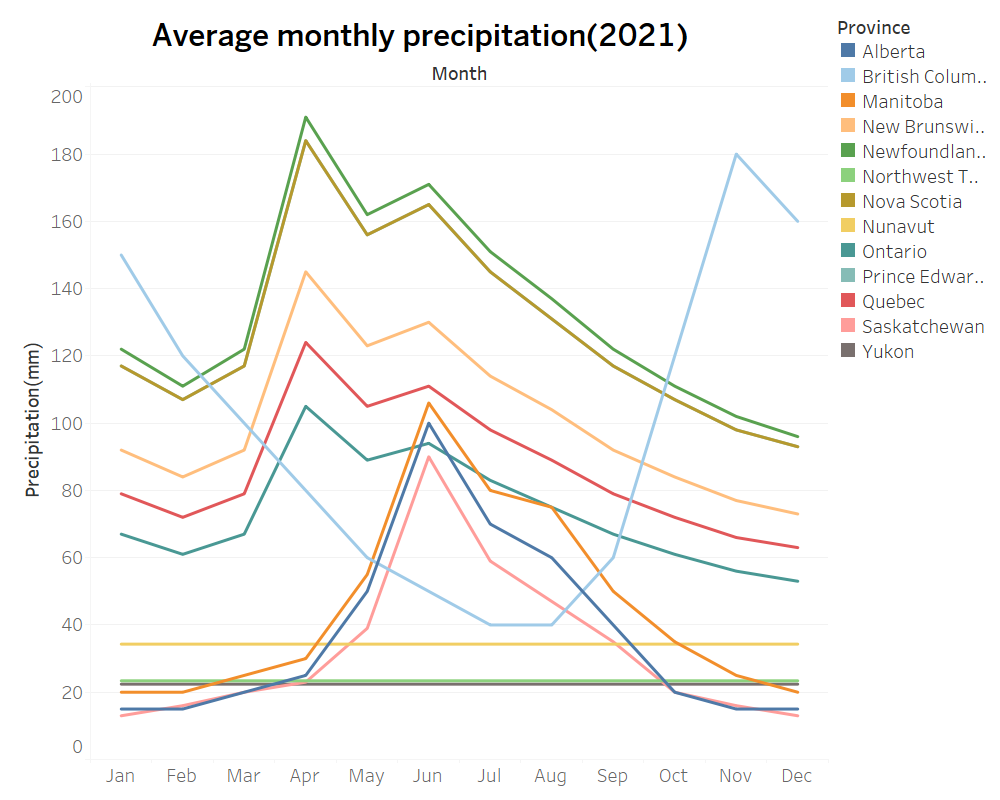 Average monthly precipitation(2021)
Month
Province
Alberta
British Colum..
Manitoba
New Brunswi..
Newfoundlan..
Northwest T..
Nova Scotia
Nunavut
Ontario
Prince Edwar..
Quebec
Saskatchewan
Yukon
Precipitation(mm)
200
180
160
140
120
100
80
60
40
20
0
Jan Feb Mar Apr May Jun Jul Aug Sep Oct Nov Dec